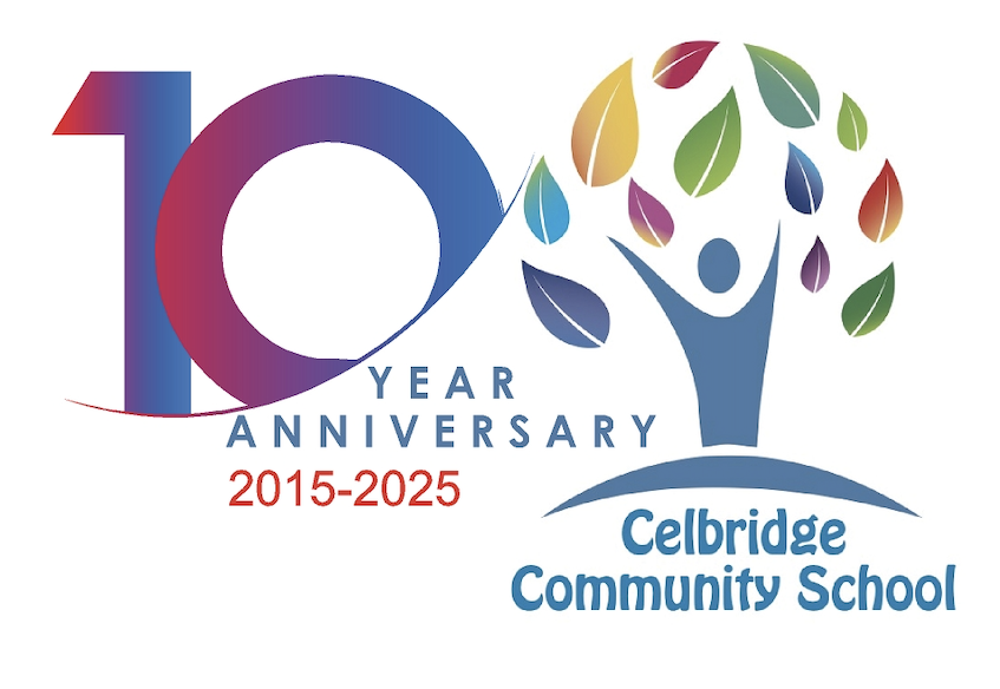 10
YEAR
ANNIVERSARY
2015-2025
Celbridge
Community School